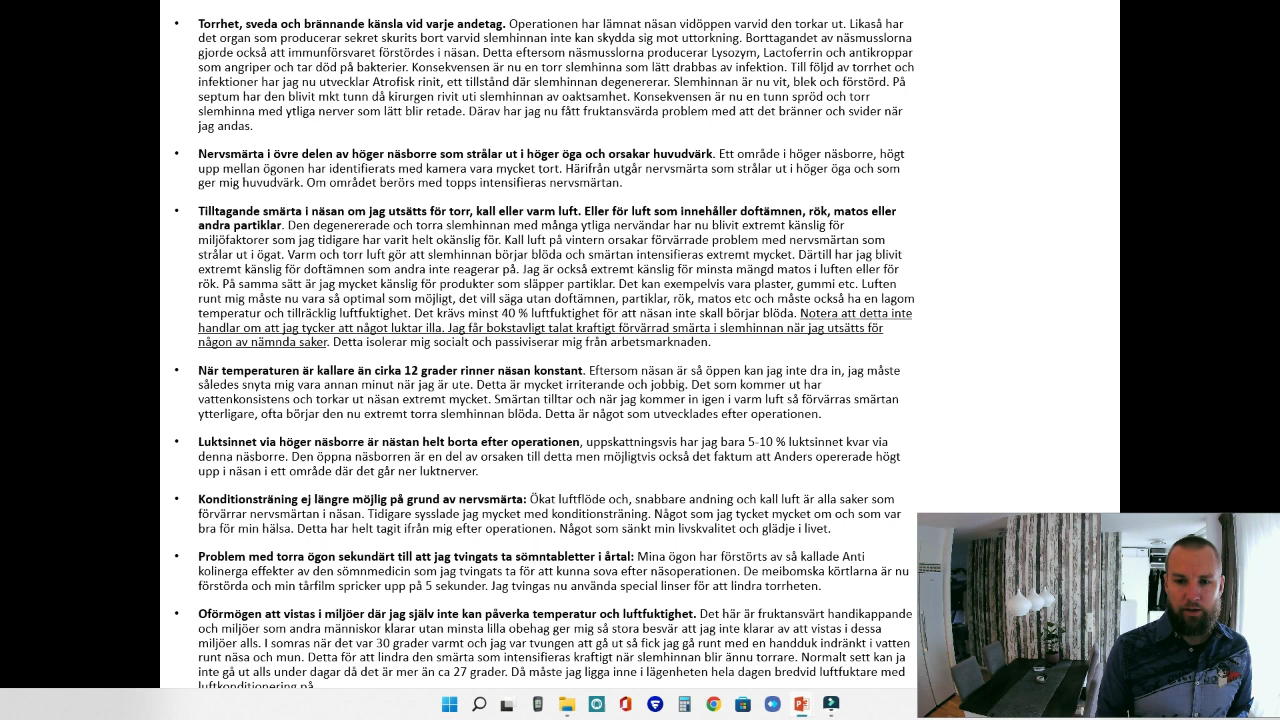 • Torrhet, sveda och brännande känsla vid varje andetag. Operationen har lämnat näsan vidöppen varvid den torkar ut. Likaså har
det organ som producerar sekret skurits bort varvid slemhinnan inte kan skydda sig mot uttorkning. Borttagandet av näsmusslorna
gjorde också att immunförsvaret förstördes i näsan. Detta eftersom näsmusslorna producerar Lysozym, Lactoferrin och antikroppar
som angriper och tar död på bakterier. Konsekvensen är nu en torr slemhinna som lätt drabbas av infektion. Till följd av torrhet och
infektioner har jag nu utvecklar Atrofisk rinit, ett tillstånd där slemhinnan degenererar. Slemhinnan är nu vit, blek och förstörd. På
septum har den blivit mkt tunn då kirurgen rivit uti slemhinnan av oaktsamhet. Konsekvensen är nu en tunn spröd och torr
slemhinna med ytliga nerver som lätt blir retade. Därav har jag nu fått fruktansvärda problem med att det bränner och svider när
jag andas.
• Nervsmärta i övre delen av höger näsborre som strålar ut i höger öga och orsakar huvudvärk. Ett område i höger näsborre, högt
upp mellan ögonen har identifierats med kamera vara mycket tort. Härifrån utgår nervsmärta som strålar ut i höger öga och som
ger mig huvudvärk. Om området berörs med topps intensifieras nervsmärtan.
• Tilltagande smärta i näsan om jag utsätts för torr, kall eller varm luft. Eller för luft som innehåller doftämnen, rök, matos eller
andra partiklar. Den degenererade och torra slemhinnan med många ytliga nervändar har nu blivit extremt känslig för
miljöfaktorer som jag tidigare har varit helt okänslig för. Kall luft på vintern orsakar förvärrade problem med nervsmärtan som
strålar ut i ögat. Varm och torr luft gör att slemhinnan börjar blöda och smärtan intensifieras extremt mycket. Därtill har jag blivit
extremt känslig för doftämnen som andra inte reagerar på. Jag är också extremt känslig för minsta mängd matos i luften eller för
rök. På samma sätt är jag mycket känslig för produkter som släpper partiklar. Det kan exempelvis vara plaster, gummi etc. Luften
runt mig måste nu vara så optimal som möjligt, det vill säga utan doftämnen, partiklar, rök, matos etc och måste också ha en lagom
temperatur och tillräcklig luftfuktighet. Det krävs minst 40 % luftfuktighet för att näsan inte skall börjar blöda. Notera att detta inte
handlar om att jag tycker att något luktar illa. Jag får bokstavligt talat kraftigt förvärrad smärta i slemhinnan när jag utsätts för
någon av nämnda saker. Detta isolerar mig socialt och passiviserar mig från arbetsmarknaden.
• När temperaturen är kallare än cirka 12 grader rinner näsan konstant. Eftersom näsan är så öppen kan jag inte dra in, jag måste
således snyta mig vara annan minut när jag är ute. Detta är mycket irriterande och jobbig. Det som kommer ut har
vattenkonsistens och torkar ut näsan extremt mycket. Smärtan tilltar och när jag kommer in igen i varm luft så förvärras smärtan
ytterligare, ofta börjar den nu extremt torra slemhinnan blöda. Detta är något som utvecklades efter operationen.
• Luktsinnet via höger näsborre är nästan helt borta efter operationen, uppskattningsvis har jag bara 5-10 % luktsinnet kvar via
denna näsborre. Den öppna näsborren är en del av orsaken till detta men möjligtvis också det faktum att Anders opererade högt
upp i näsan i ett område där det går ner luktnerver.
• Konditionsträning ej längre möjlig på grund av nervsmärta: Ökat luftflöde och, snabbare andning och kall luft är alla saker som
förvärrar nervsmärtan i näsan. Tidigare sysslade jag mycket med konditionsträning. Något som jag tycket mycket om och som var
bra för min hälsa. Detta har helt tagit ifrån mig efter operationen. Något som sänkt min livskvalitet och glädje i livet.
• Problem med torra ögon sekundärt till att jag tvingats ta sömntabletter i årtal: Mina ögon har förstörts av så kallade Anti
kolinerga effekter av den sömnmedicin som jag tvingats ta för att kunna sova efter näsoperationen. De meibomska körtlarna är nu
förstörda och min tårfilm spricker upp på 5 sekunder. Jag tvingas nu använda special linser för att lindra torrheten.
• Oförmögen att vistas i miljöer där jag själv inte kan påverka temperatur och luftfuktighet. Det här är fruktansvärt handikappande
och miljöer som andra människor klarar utan minsta lilla obehag ger mig så stora besvär att jag inte klarar av att vistas i dessa
miljöer alls. I somras när det var 30 grader varmt och jag var tvungen att gå ut så fick jag gå runt med en handduk indränkt i vatten
runt näsa och mun. Detta för att lindra den smärta som intensifieras kraftigt när slemhinnan blir ännu torrare. Normalt sett kan ja
inte gå ut alls under dagar då det är mer än ca 27 grader. Då måste jag ligga inne i lägenheten hela dagen bredvid luftfuktare med
luftkonditionering på.